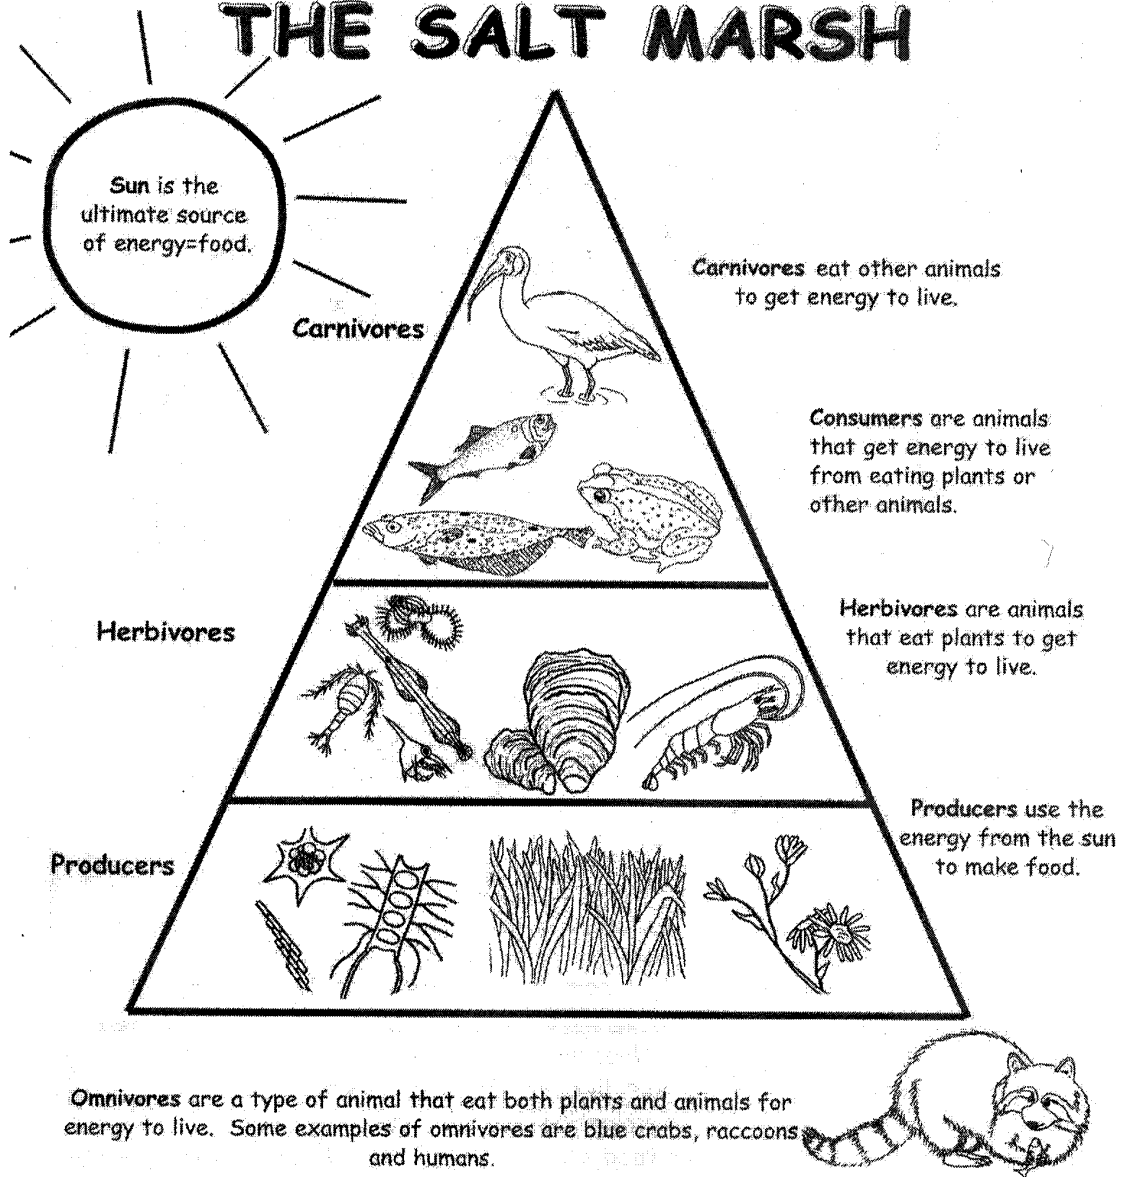 THE SALT MARSH
Sun is the
ultimate source
of energy=food.
Carnivores eat other animals
to get energy to live.
Carnivores
Consumers are animals
that get energy to live
from eating plants or
other animals.
Herbivores
Herbivores are animals
that eat plants to get
energy to live.
Producers
Producers use the
energy from the sun
to make food.
Omnivores are a type of animal that eat both plants and animals for
energy to live. Some examples of omnivores are blue crabs, raccoons
and humans.